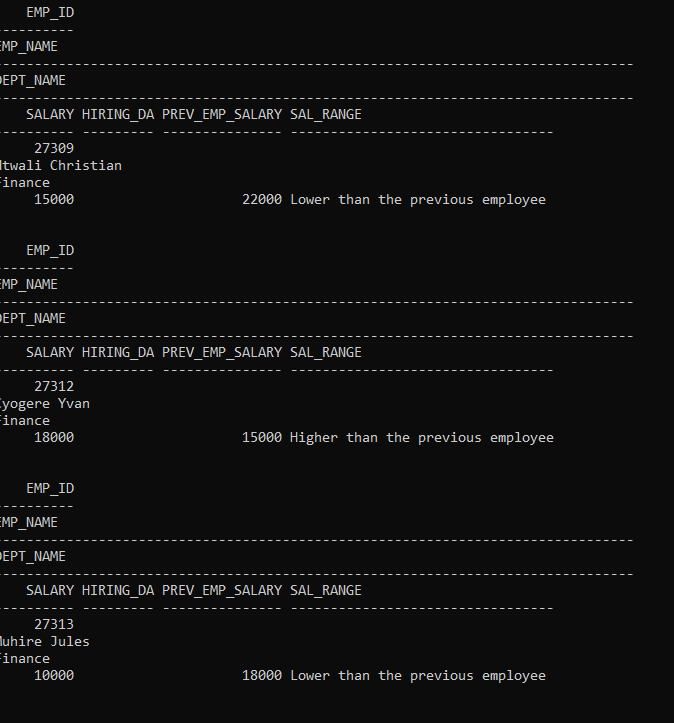 EMP_ID
----------
EMP_NAME
--------------------------------------------------------------------------------
DEPT_NAME
--------------------------------------------------------------------------------
SALARY HIRING_DA PREV_EMP_SALARY SAL_RANGE
---------- --------- --------------- ---------------------------------
27309
Ntwali Christian
Finance
15000 22000 Lower than the previous employee
EMP_ID
----------
EMP_NAME
--------------------------------------------------------------------------------
DEPT_NAME
--------------------------------------------------------------------------------
SALARY HIRING_DA PREV_EMP_SALARY SAL_RANGE
---------- --------- --------------- ---------------------------------
27312
yogere Yvan
Finance
18000 15000 Higher than the previous employee
EMP_ID
----------
EMP_NAME
--------------------------------------------------------------------------------
DEPT_NAME
--------------------------------------------------------------------------------
SALARY HIRING_DA PREV_EMP_SALARY SAL_RANGE
---------- --------- --------------- ---------------------------------
27313
Muhire Jules
Finance
10000 18000 Lower than the previous employee